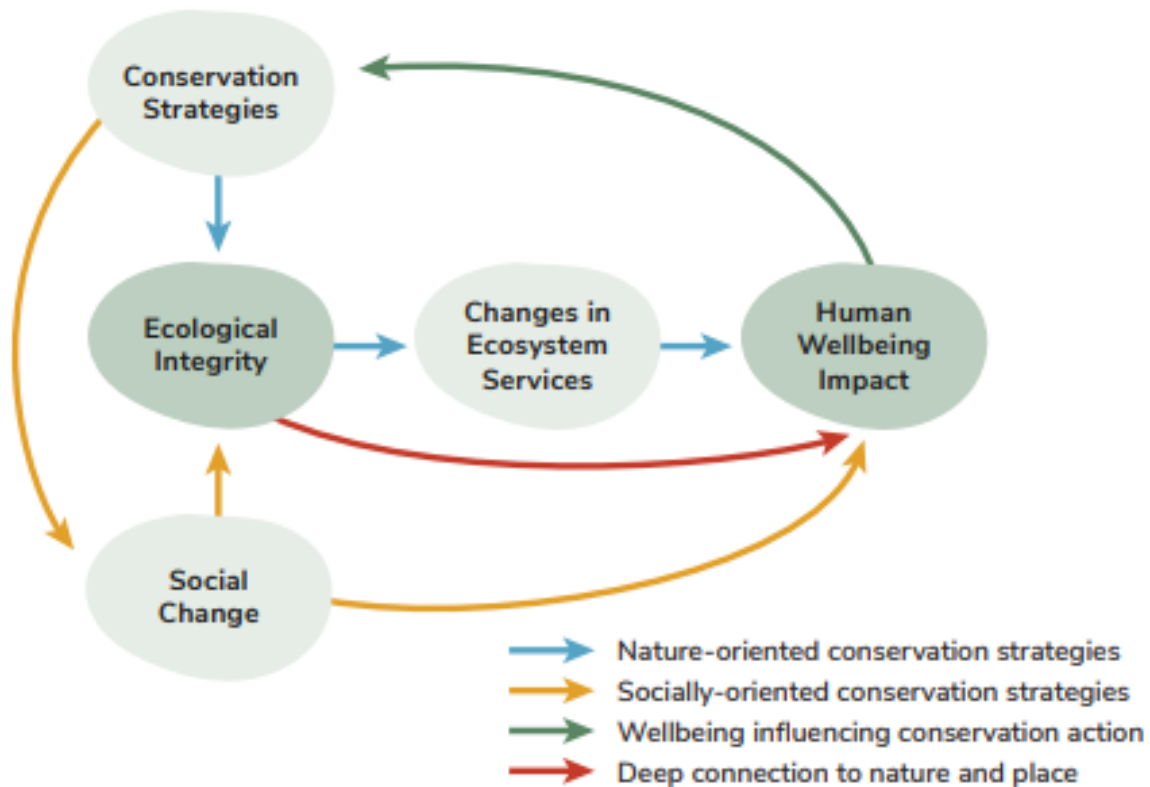 Conservation
Strategies
Ecological
Integrity
Changes in
Ecosystem
Services
Human
Wellbeing
Impact
Social
Change
Nature-oriented conservation strategies
Socially-oriented conservation strategies
Wellbeing influencing conservation action
Deep connection to nature and place